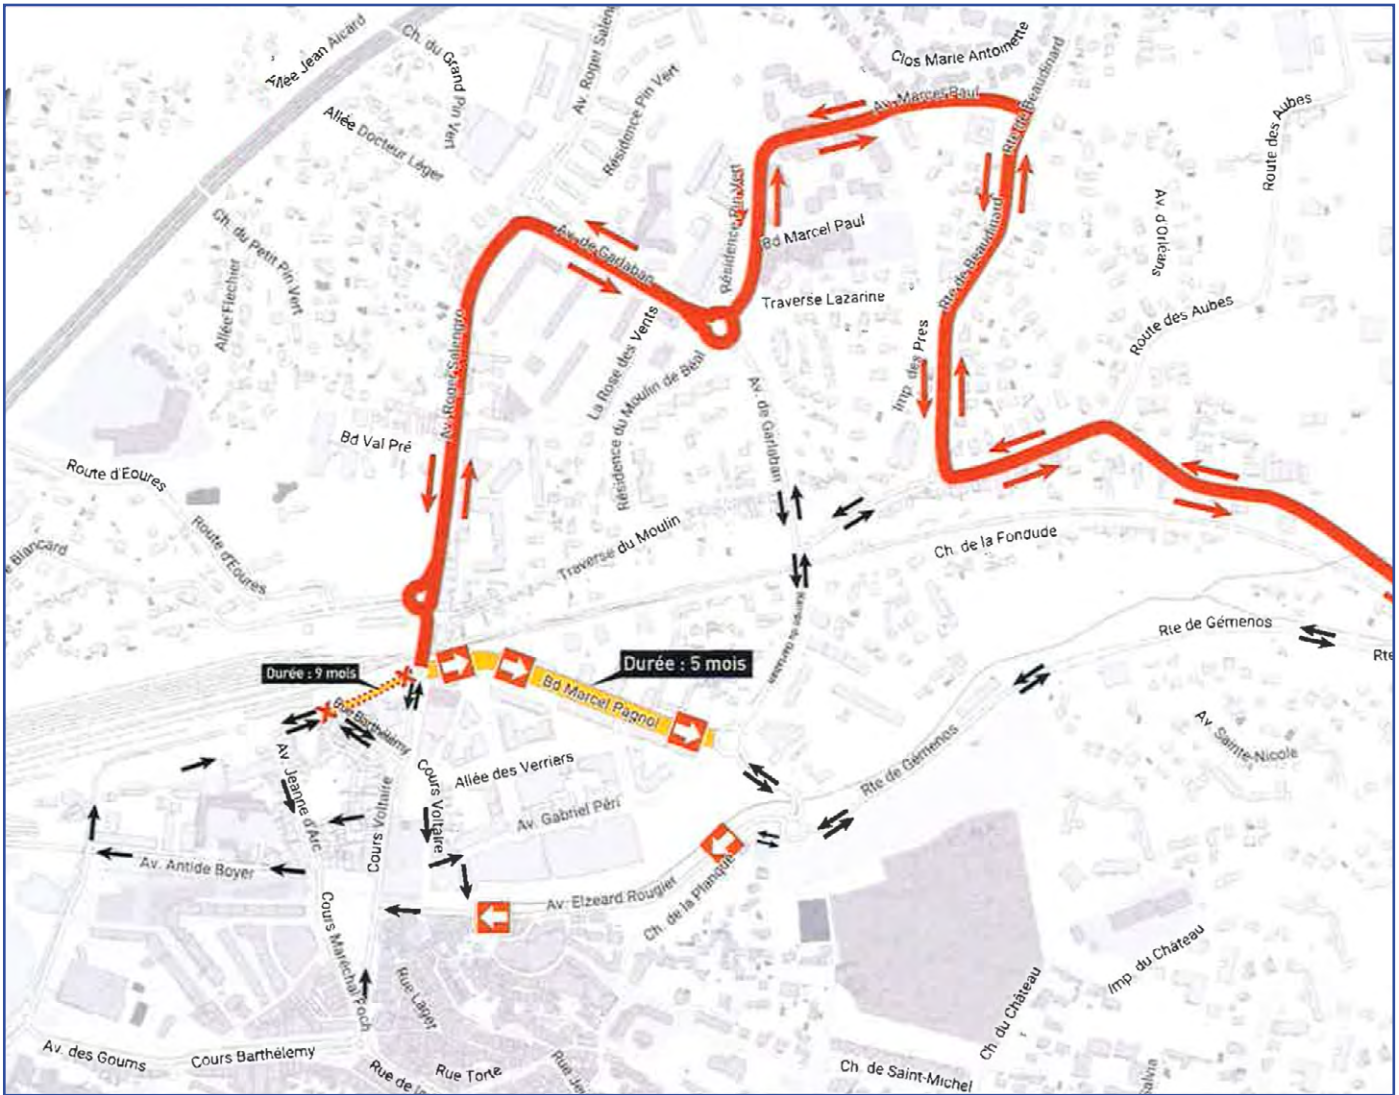 Allée Jean Aicard
Ch. du Grand Pin Vert
Av. Roger Salen
Résidence Pin Vert
Clos Marie Antoinette
Rte de Beaudinard
Av. Marcel Paul
Route des Aubes
Allée Docteur Léger
Résidence Pin Vert
Av. d'Orléans
Ch. du Petit Pin Vert
Av. de Garlaban
Bd Marcel Paul
Rte de Beaudinard
Allée Fléchier
Traverse Lazarine
Route des Aubes
Av. Roger Salengro
La Rose des Vents
Résidence du Moulin de Béal
Imp. des Prés
Av. de Garlaban
Bd Val Pré
Route d'Eoures
Route d'Eoures
e Blancard
Traverse du Moulin
Ch. de la Fondude
Rte de Gémenos
Rte
Durée : 9 mois
Durée : 5 mois
Bd Marcel Pagnol
Rue Barthélemy
Av. Jeanne d'Arc
Cours Voltaire
Cours Voltaire
Allée des Verriers
Av. Gabriel Péri
Rte de Gémenos
Av. Sainte-Nicole
Av. Antide Boyer
Av. Elzeard Rougier
Ch. de la Planque
Cours Maréchal Foch
Rue Lager
Imp. du Château
Ch. du Château
Av. des Goums
Cours Barthélemy
Rue Torte
Ch. de Saint-Michel